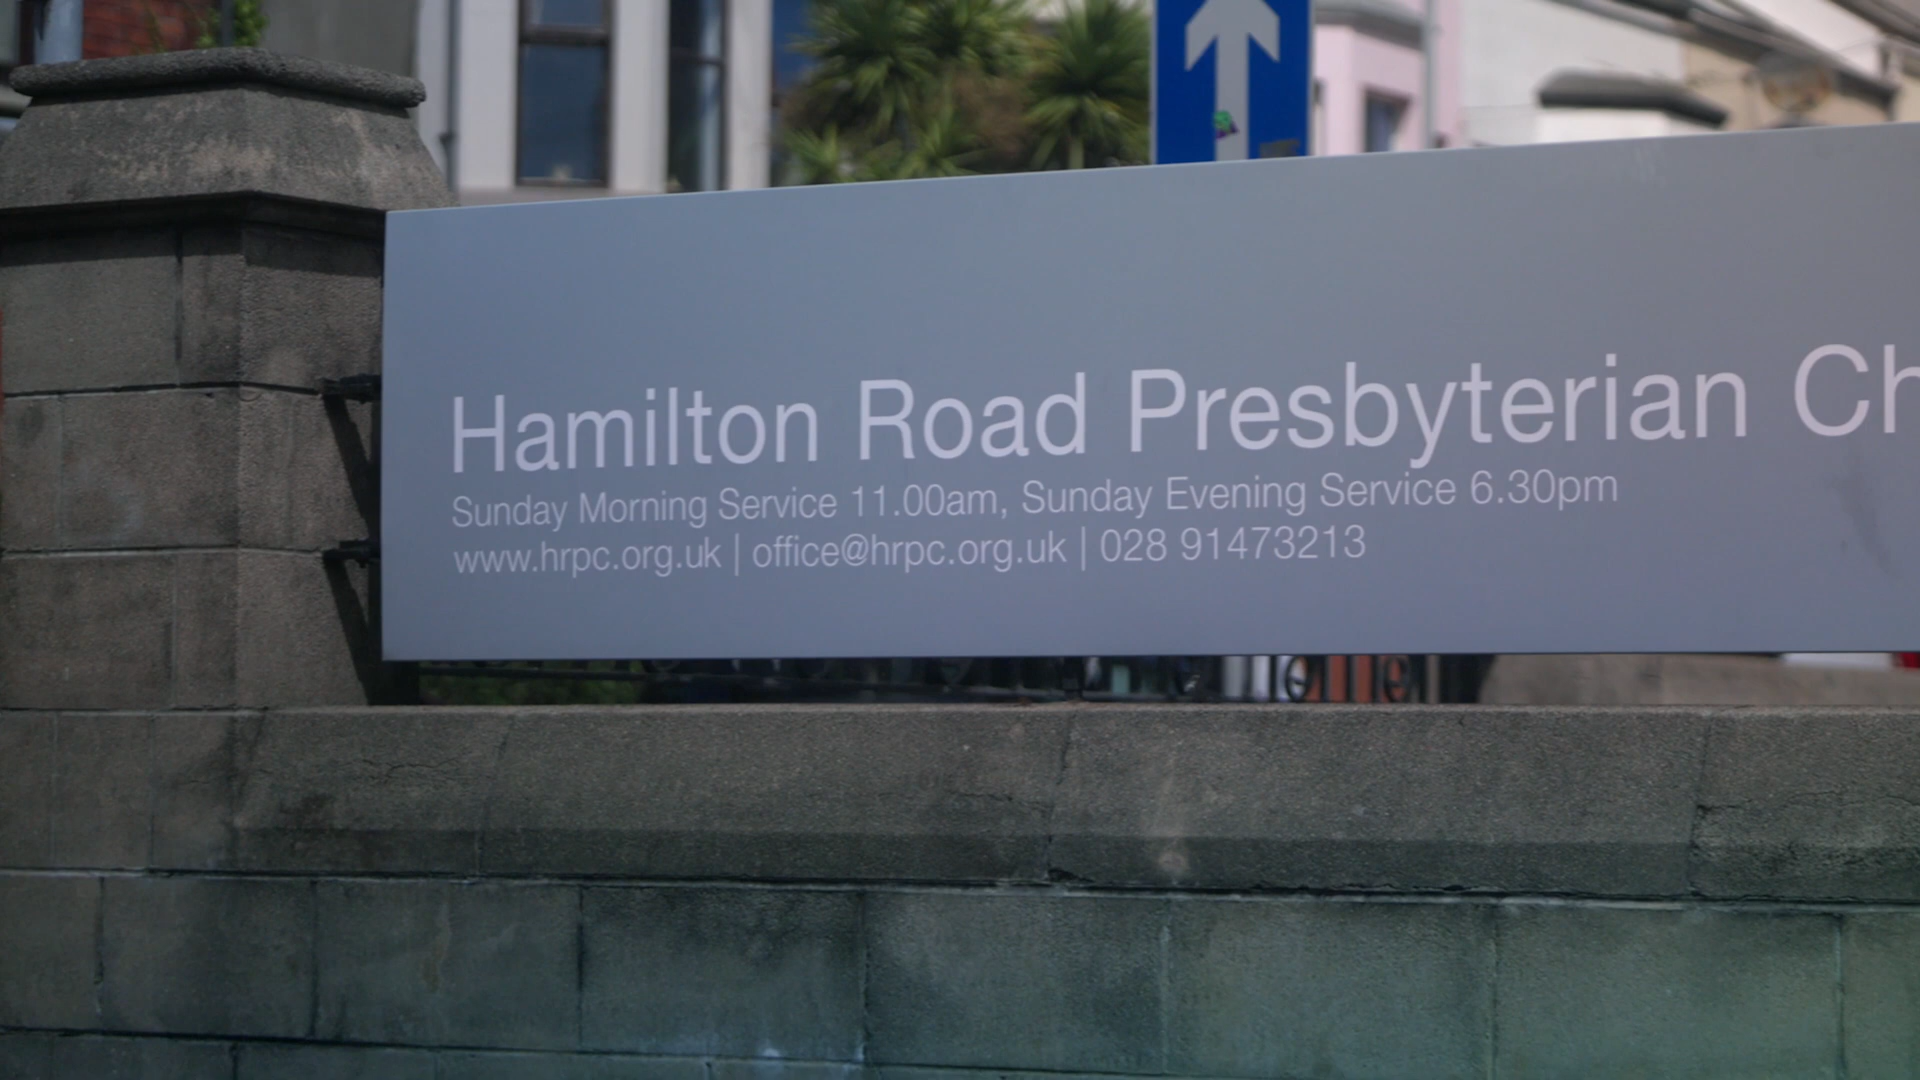 Hamilton Road Presbyterian Ch
Sunday Morning Service 11.00am, Sunday Evening Service 6.30pm
www.hrpc.org.uk | office@hrpc.org.uk | 028 91473213